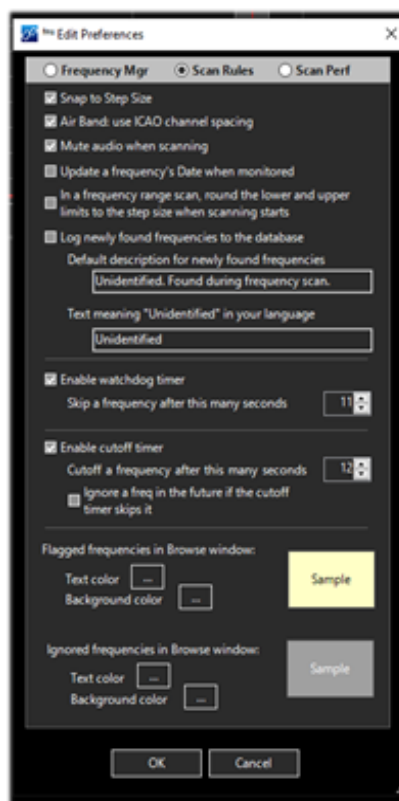 Edit Preferences
Frequency Mgr Scan Rules Scan Perf
Snap to Step Size
Air Band: use ICAO channel spacing
Mute audio when scanning
Update a frequency's Date when monitored
In a frequency range scan, round the lower and upper
limits to the step size when scanning starts
Log newly found frequencies to the database
Default description for newly found frequencies
Unidentified. Found during frequency scan.
Text meaning "Unidentified" in your language
Unidentified
Enable watchdog timer
Skip a frequency after this many seconds 11
Enable cutoff timer
Cutoff a frequency after this many seconds 12
Ignore a freq in the future if the cutoff
timer skips it
Flagged frequencies in Browse window:
Text color ...
Sample
Background color ...
Ignored frequencies in Browse window:
Text color ...
Sample
Background color ...
OK Cancel